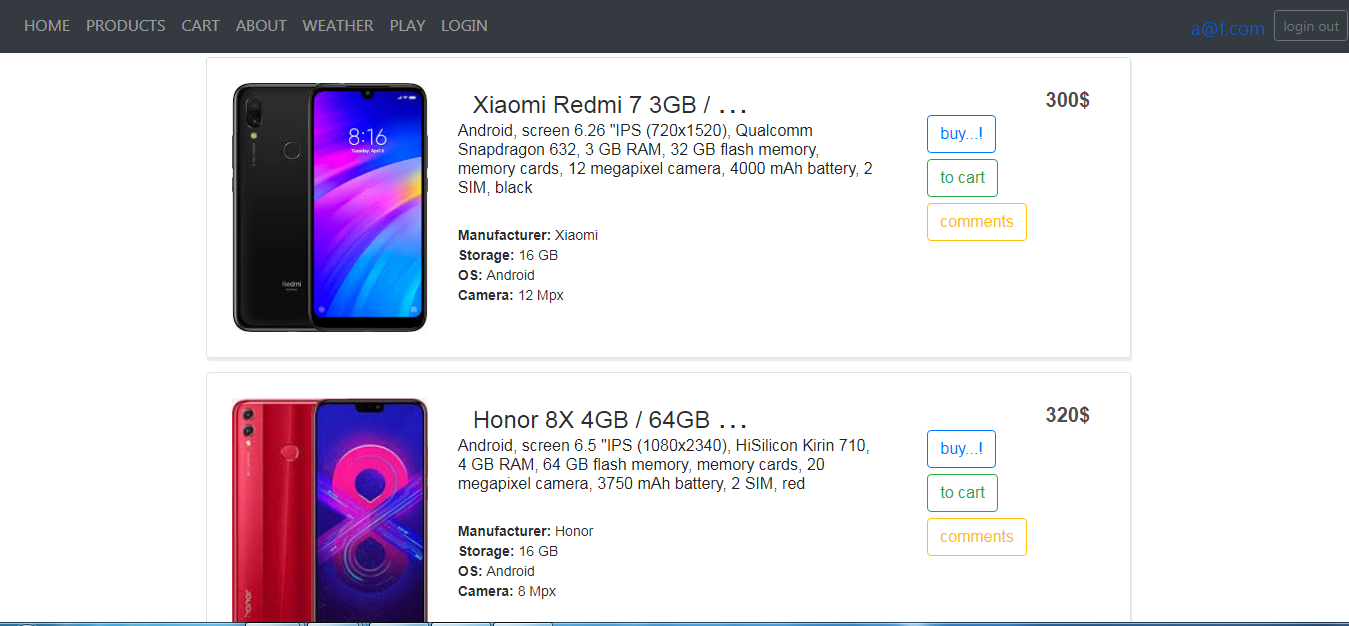 HOME PRODUCTS CART ABOUT WEATHER PLAY LOGIN a@f.com login out
Xiaomi Redmi 7 3GB / ...
300$
Android, screen 6.26 "IPS (720x1520), Qualcomm
Snapdragon 632, 3 GB RAM, 32 GB flash memory,
memory cards, 12 megapixel camera, 4000 mAh battery, 2
SIM, black
buy...!
to cart
comments
Manufacturer: Xiaomi
Storage: 16 GB
OS: Android
Camera: 12 Mpx
8:16
Tuesday, April 8
Redmi
Honor 8X 4GB / 64GB ...
320$
Android, screen 6.5 "IPS (1080x2340), HiSilicon Kirin 710,
4 GB RAM, 64 GB flash memory, memory cards, 20
megapixel camera, 3750 mAh battery, 2 SIM, red
buy...!
to cart
comments
Manufacturer: Honor
Storage: 16 GB
OS: Android
Camera: 8 Mpx
honor